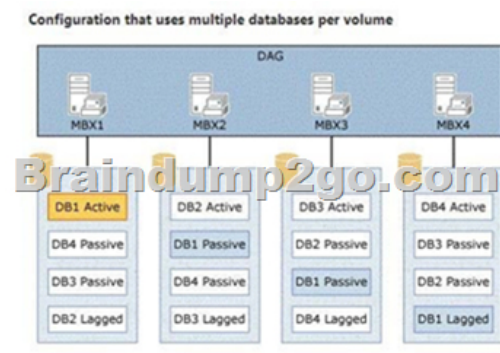 Configuration that uses multiple databases per volume
DAG
MBX1 MBX2 MBX3 MBX4
Braindump2go.com
DB1 Active DB2 Active DB3 Active DB4 Active
DB4 Passive DB1 Passive DB2 Passive DB3 Passive
DB3 Passive DB4 Passive DB1 Passive DB2 Passive
DB2 Lagged DB3 Lagged DB4 Lagged DB1 Lagged